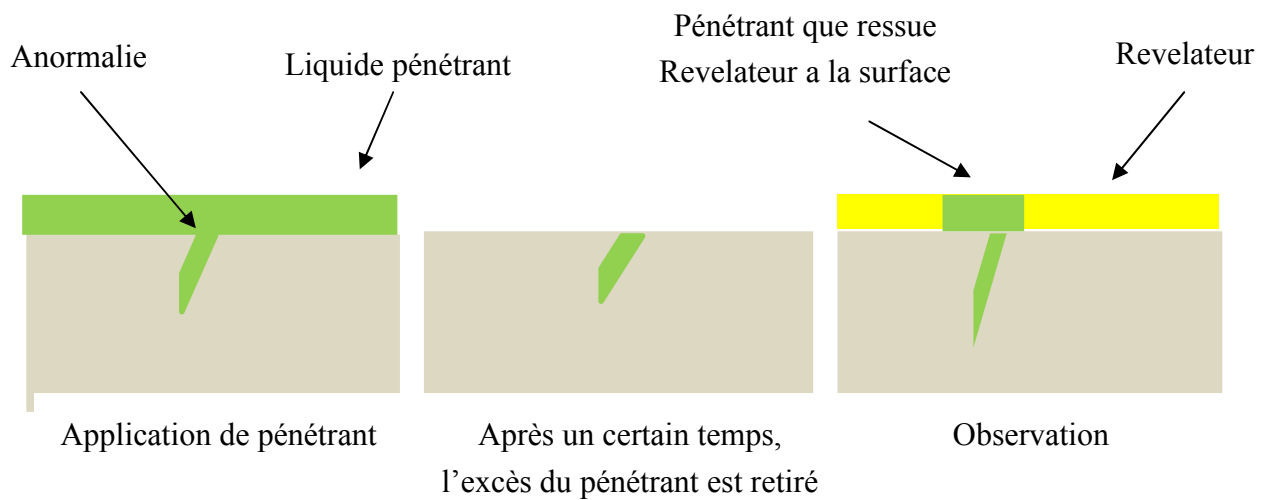 Anormalie
Liquide pénétrant
Pénétrant que ressue
Revelateur a la surface
Revelateur
Application de pénétrant
Après un certain temps,
l’excès du pénétrant est retiré
Observation